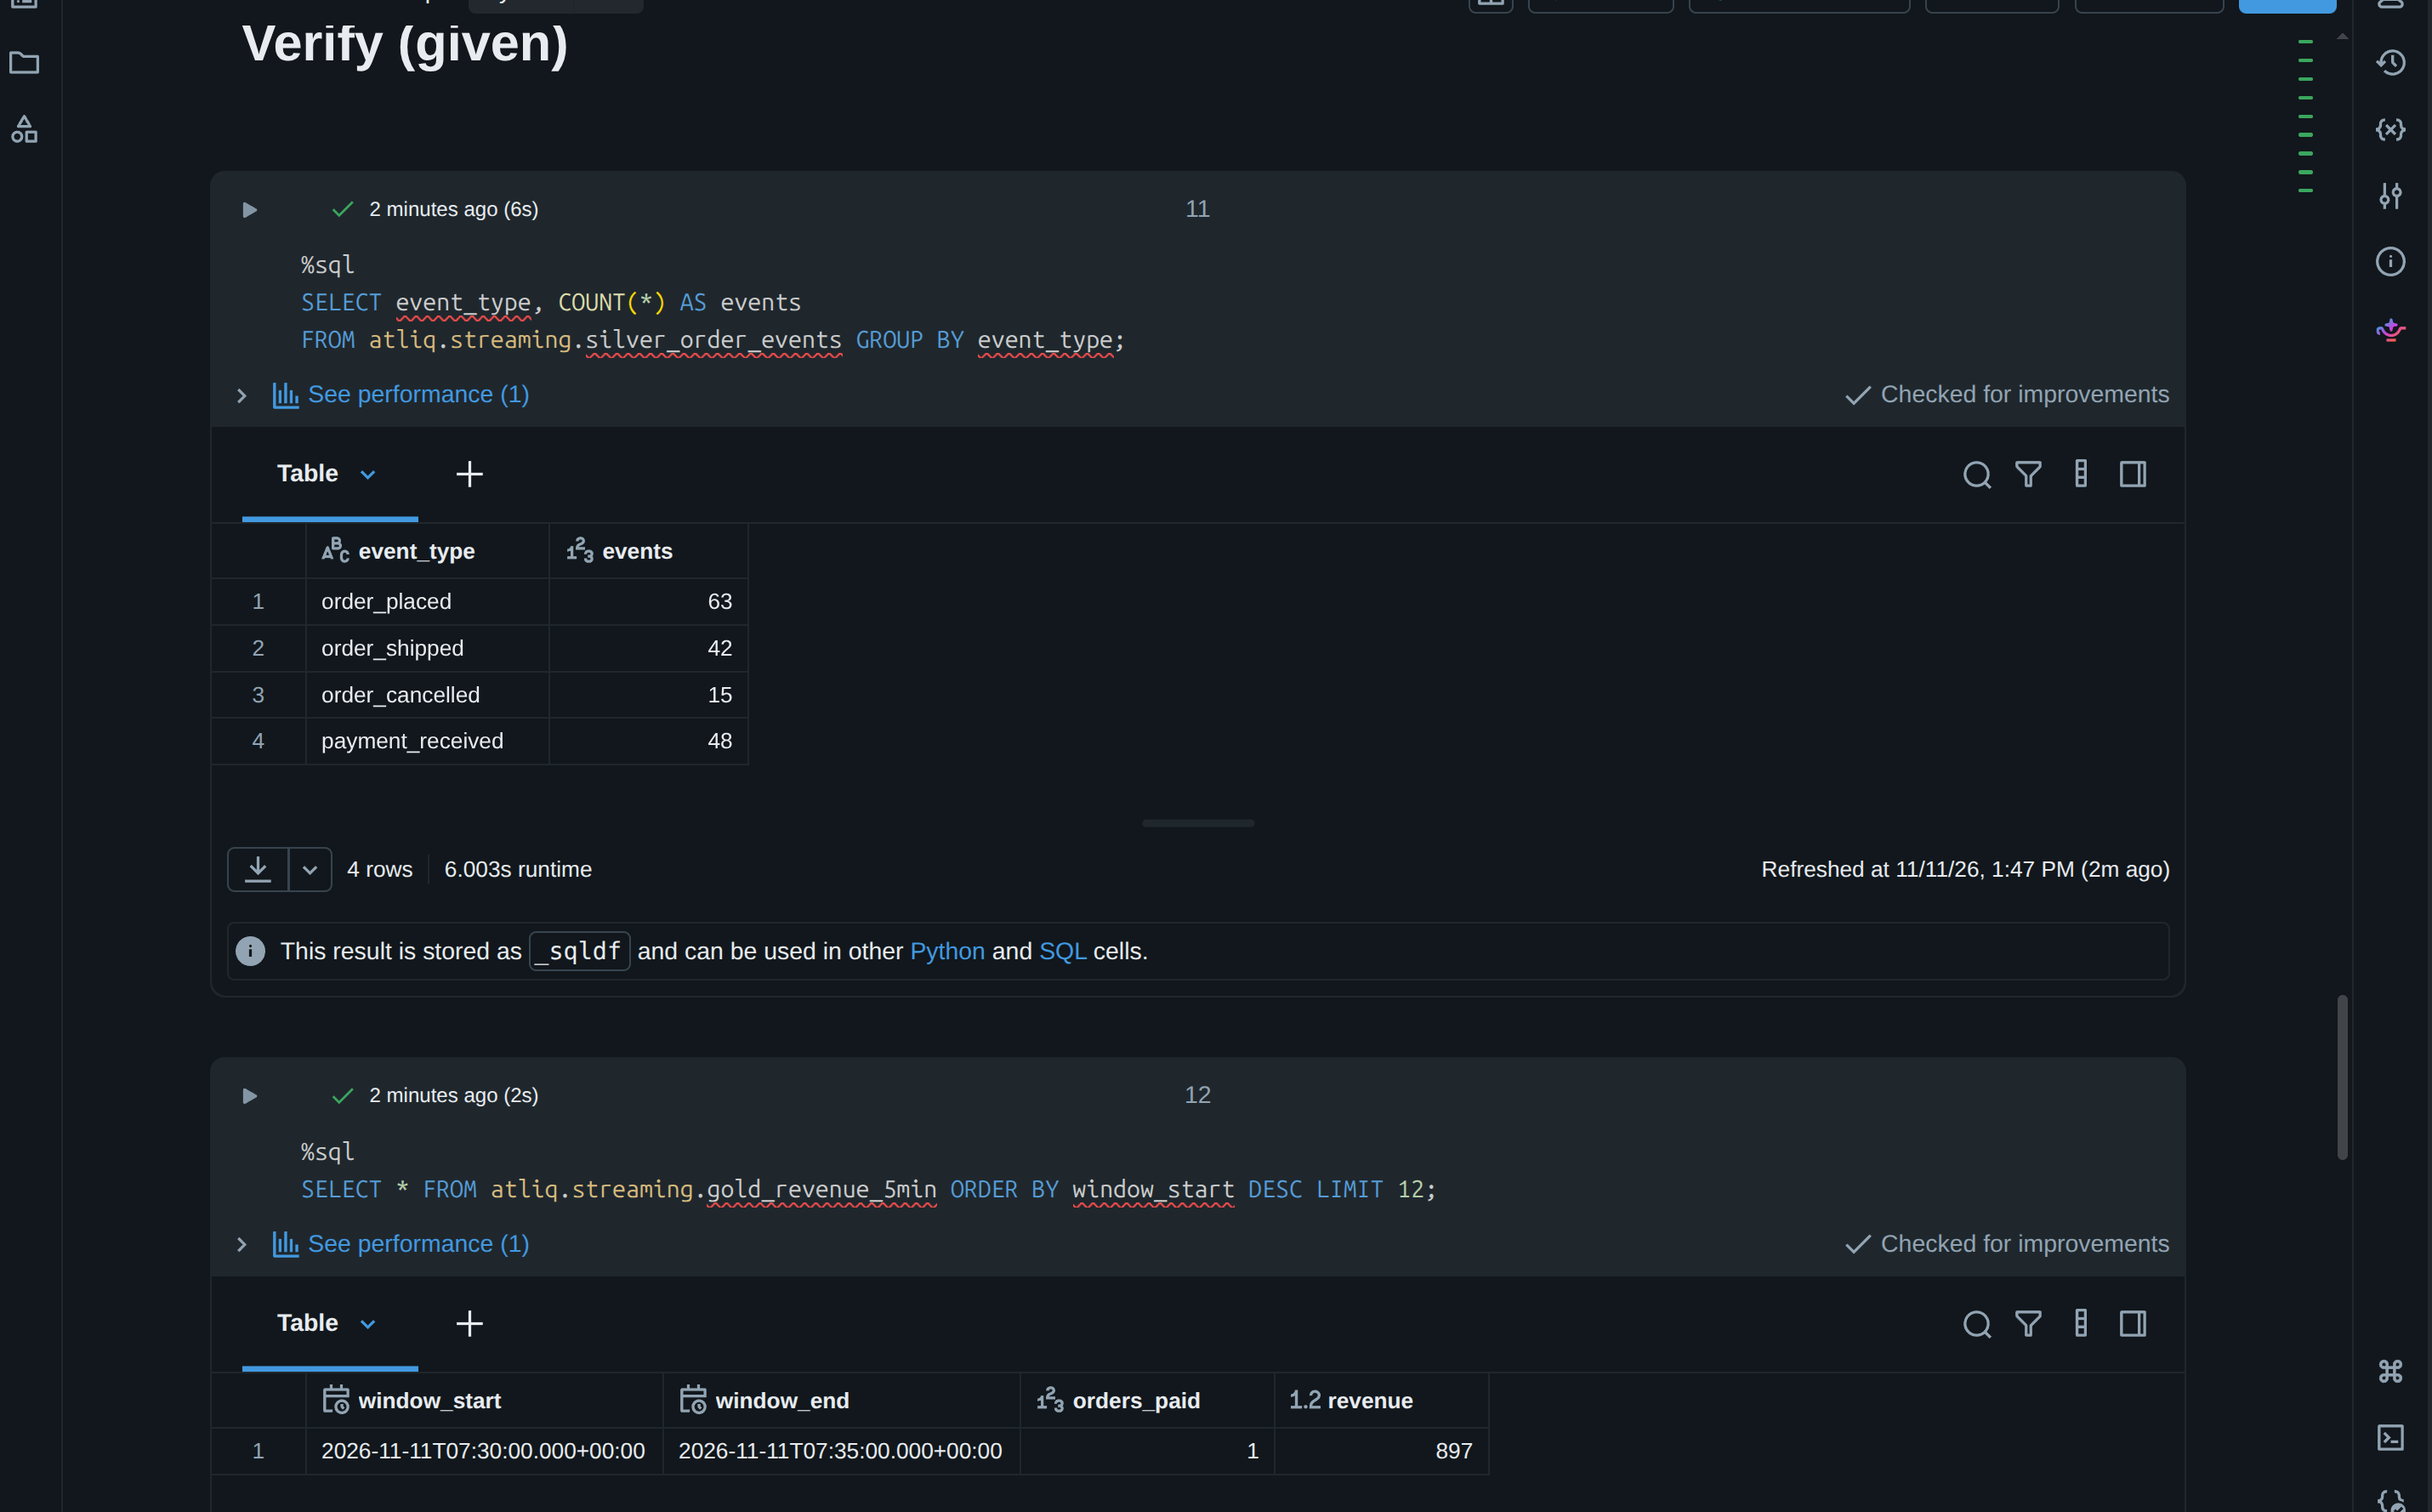 Verify (given)
2 minutes ago (6s)
11
%sql
SELECT event_type, COUNT(*) AS events
FROM atliq.streaming.silver_order_events GROUP BY event_type;
See performance (1)
Checked for improvements
Table
event_type events
1 order_placed 63
2 order_shipped 42
3 order_cancelled 15
4 payment_received 48
4 rows 6.003s runtime
Refreshed at 11/11/26, 1:47 PM (2m ago)
This result is stored as _sqldf and can be used in other Python and SQL cells.
2 minutes ago (2s)
12
%sql
SELECT * FROM atliq.streaming.gold_revenue_5min ORDER BY window_start DESC LIMIT 12;
See performance (1)
Checked for improvements
Table
window_start window_end orders_paid 1.2 revenue
1 2026-11-11T07:30:00.000+00:00 2026-11-11T07:35:00.000+00:00 1 897